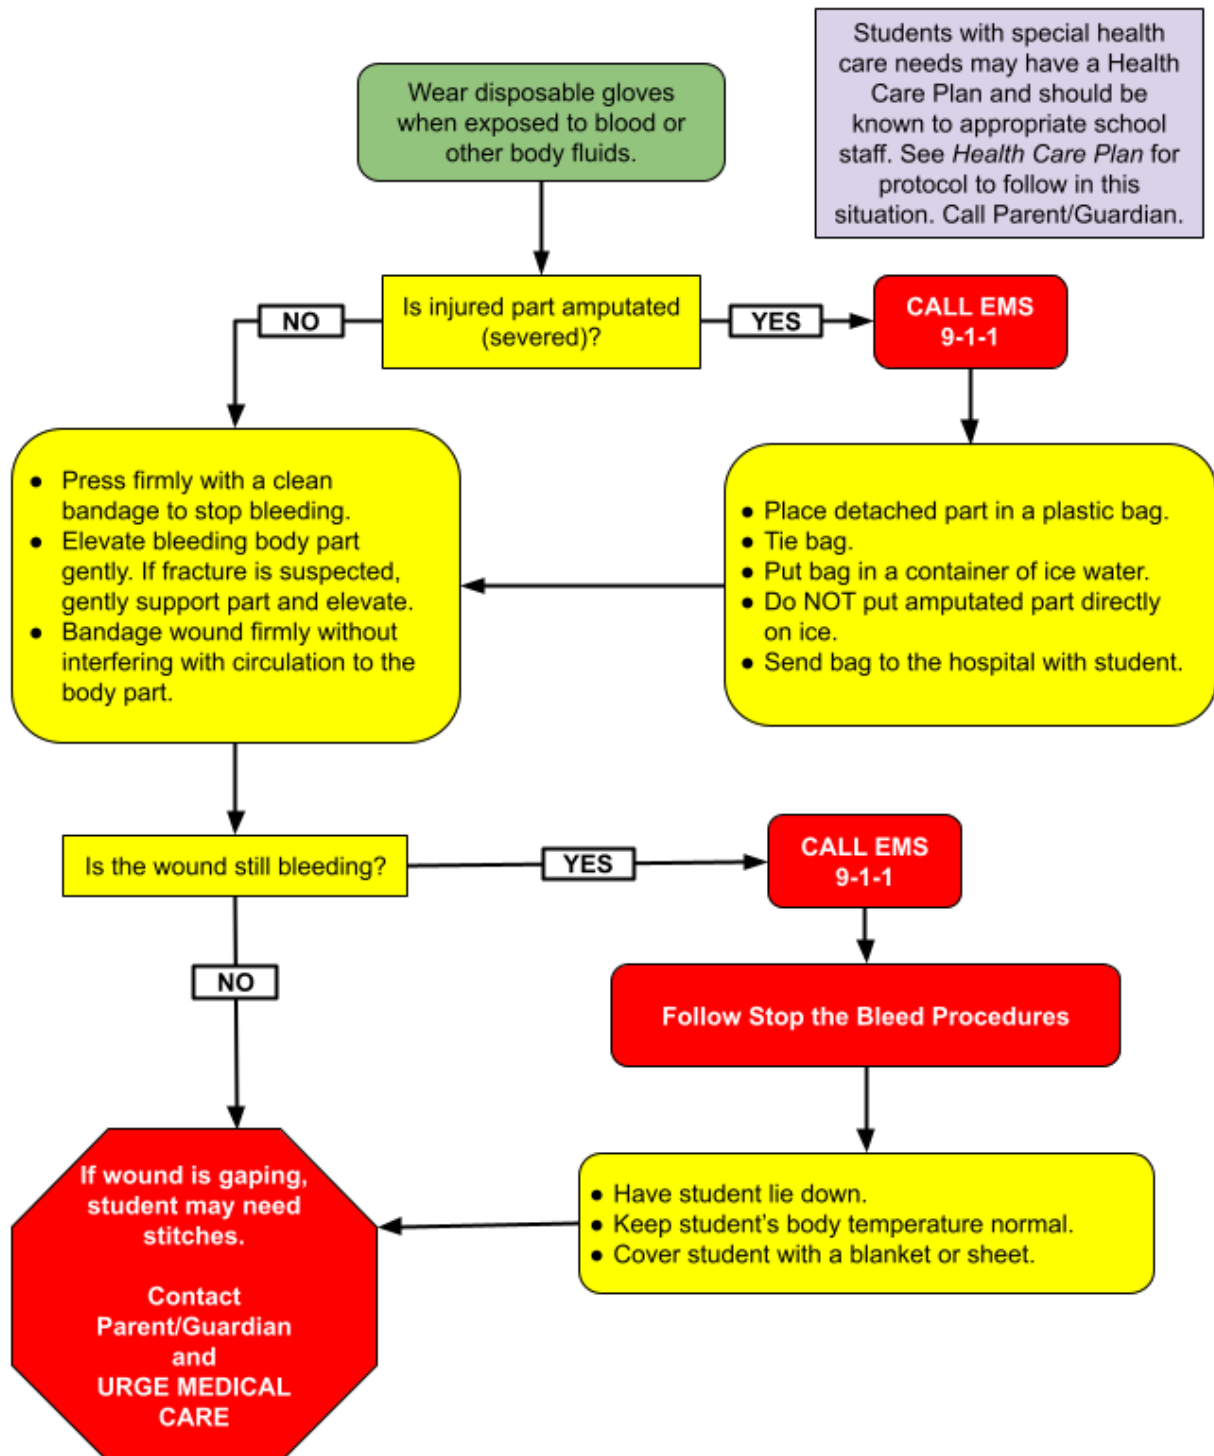 Students with special health
care needs may have a Health
Care Plan and should be
known to appropriate school
staff. See Health Care Plan for
protocol to follow in this
situation. Call Parent/Guardian.
Wear disposable gloves
when exposed to blood or
other body fluids.
Is injured part amputated
(severed)?
NO
YES
CALL EMS
9-1-1
● Press firmly with a clean
bandage to stop bleeding.
● Elevate bleeding body part
gently. If fracture is suspected,
gently support part and elevate.
● Bandage wound firmly without
interfering with circulation to the
body part.
● Place detached part in a plastic bag.
● Tie bag.
● Put bag in a container of ice water.
● Do NOT put amputated part directly
on ice.
● Send bag to the hospital with student.
Is the wound still bleeding?
YES
CALL EMS
9-1-1
NO
Follow Stop the Bleed Procedures
● Have student lie down.
● Keep student's body temperature normal.
● Cover student with a blanket or sheet.
If wound is gaping,
student may need
stitches.
Contact
Parent/Guardian
and
URGE MEDICAL
CARE